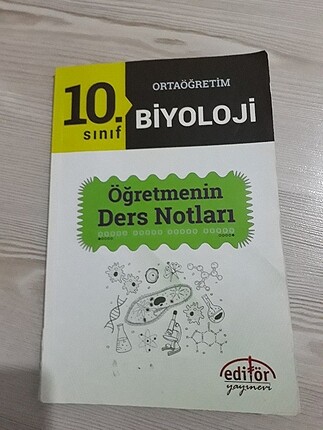 10.
sınıf
ORTAÖĞRETİM
BİYOLOJİ
Öğretmenin
Ders Notları
editör
yayınevi